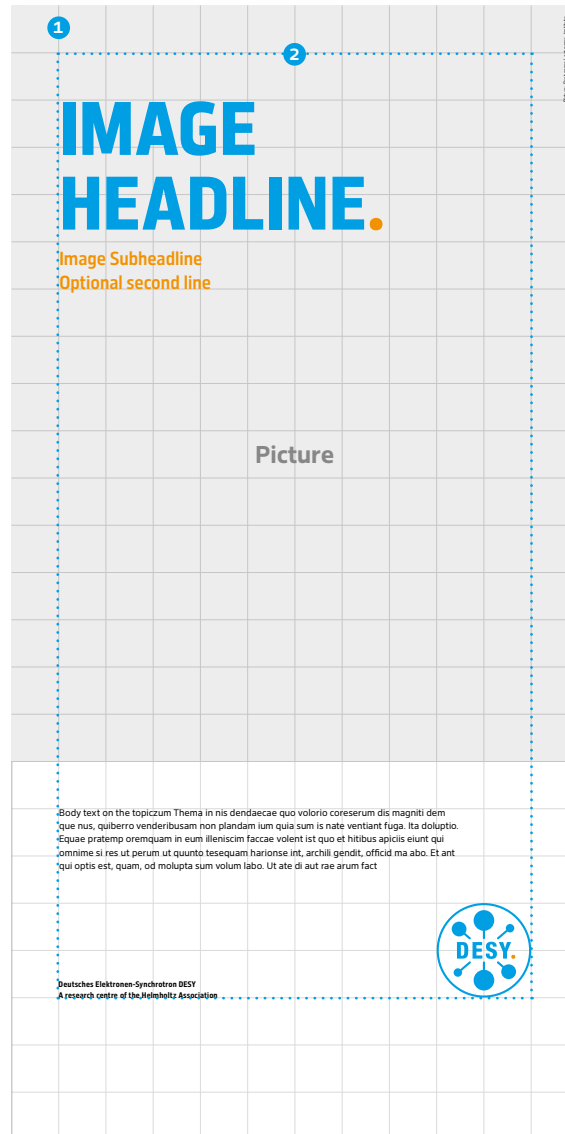 1
2
IMAGE
HEADLINE.
Image Subheadline
Optional second line
Picture
Body text on the topiczum Thema in nis dendaecae quo volorio coreserum dis magniti dem
que nus, quiberro venderibusam non plandam ium quia sum is nate ventiant fuga. Ita doluptio.
Equae pratemp oremquam in eum illeniscim faccae volent ist quo et hitibus apiciis eiunt qui
omnime si res ut perum ut quunto tesequam harionse int, archili gendit, officid ma abo. Et ant
qui optis est, quam, od molupta sum volum labo. Ut ate di aut rae arum fact
DESY.
Deutsches Elektronen-Synchrotron DESY
A research centre of the Helmholtz Association